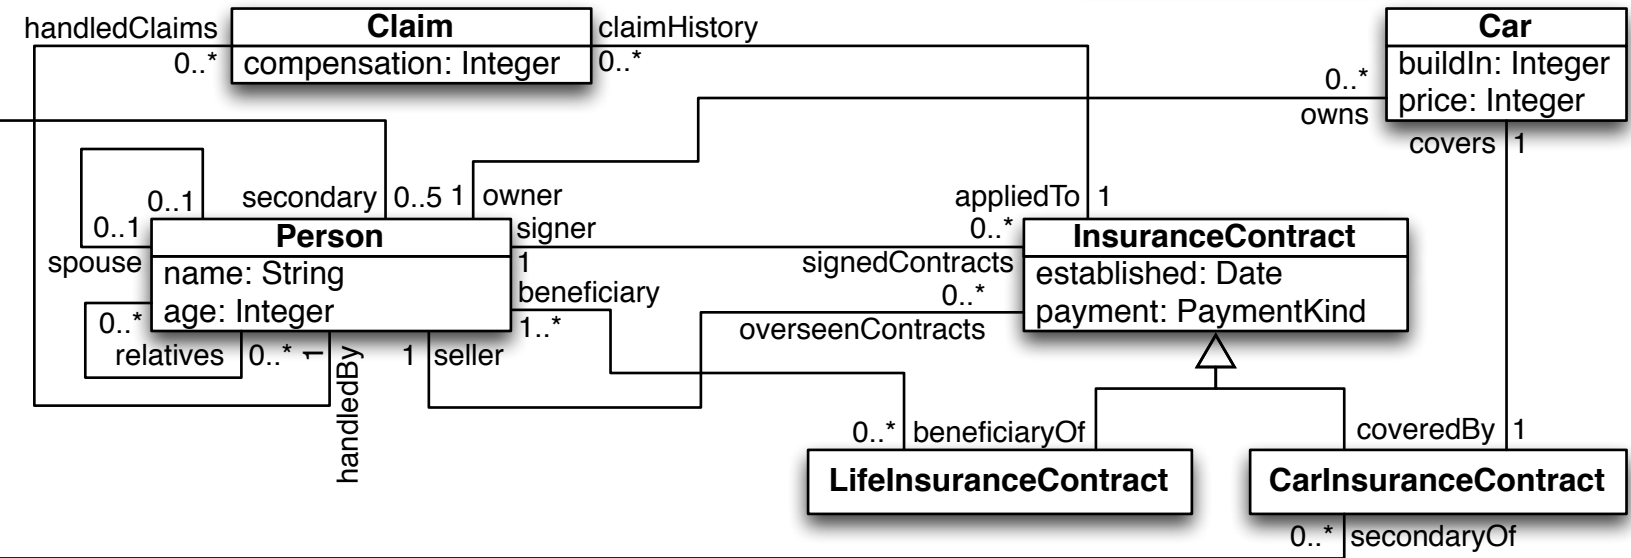 handledClaims
0..*
Claim
compensation: Integer
claimHistory
0..*
Car
buildIn: Integer
price: Integer
0..*
owns
covers 1
0..1
0..1
spouse
secondary 0..5
1 owner
appliedTo 1
Person
name: String
age: Integer
signer
1
0..*
signedContracts
InsuranceContract
established: Date
payment: PaymentKind
beneficiary
1..*
0..*
overseenContracts
0..*
relatives 0..*
1
handledBy
1 seller
0..* beneficiaryOf
coveredBy 1
LifeInsuranceContract
CarInsuranceContract
0..* secondaryOf